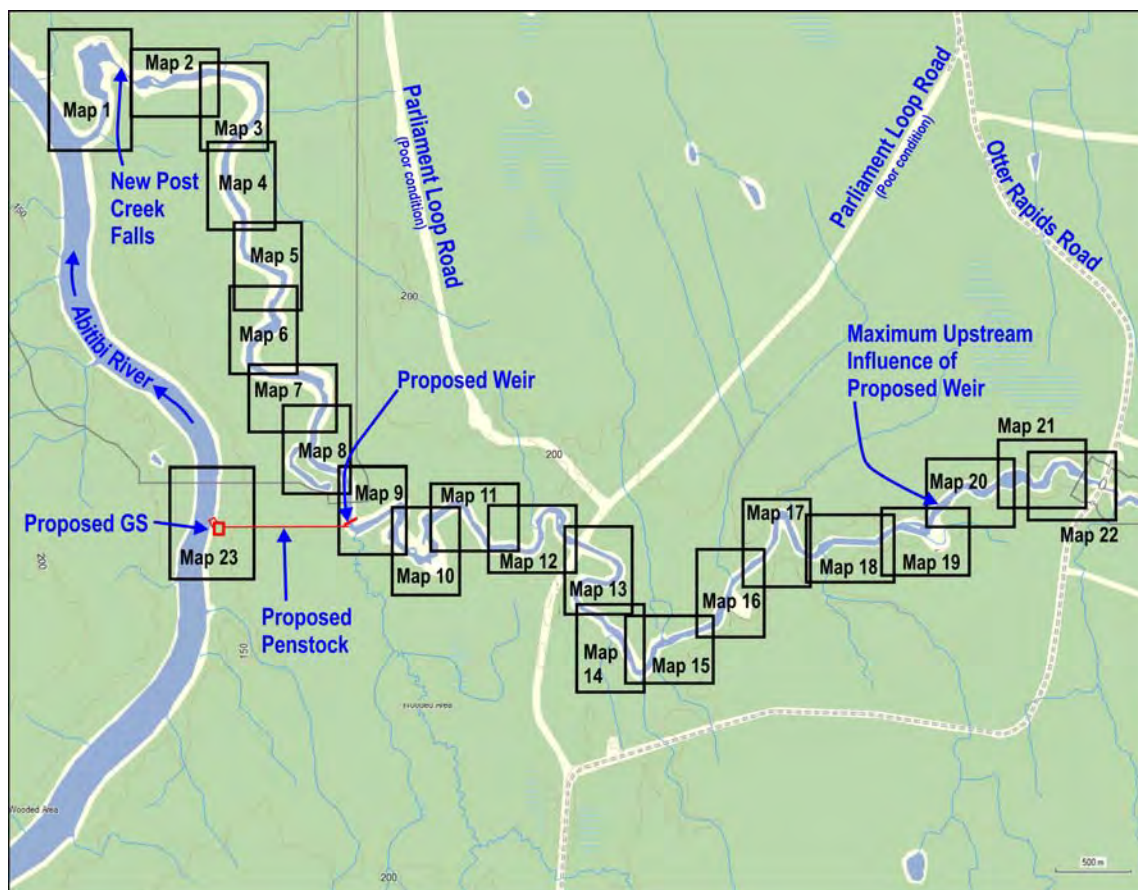 Map 1
Map 2
Map 3
New Post
Creek
Falls
Map 4
Parliament Loop Road
(Poor condition)
Parliament Loop Road
(Poor condition)
Otter Rapids Road
150
200
Map 5
Abitibi River
Map 6
Map 7
Proposed Weir
Maximum Upstream
Influence of
Proposed Weir
Map 8
200
Map 9
Map 11
Map 21
Map 20
Map 17
Proposed GS
Map 23
Map 10
Map 12
Map 18
Map 19
Map 22
200
Map 13
Map 16
Proposed
Penstock
150
Map
14
Map 15
Wooded Area
Wooded Area
200
500 m